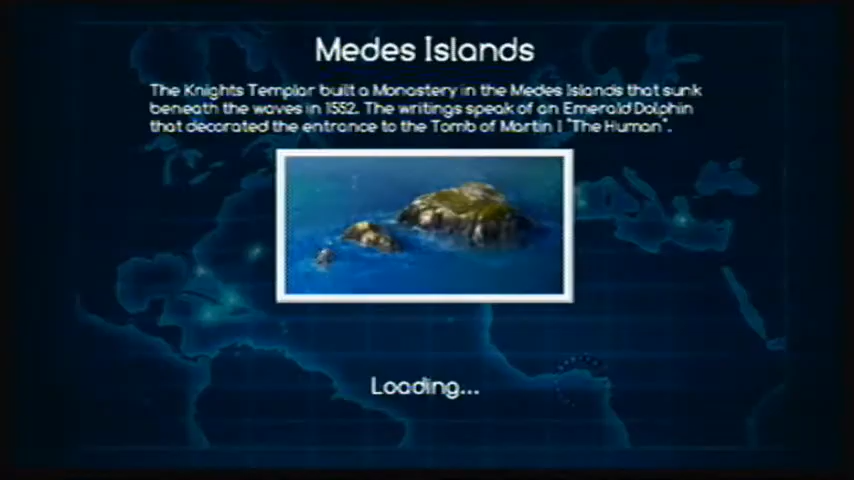 Medes Islands
The Knights Templar built a Monastery in the Medes Islands that sunk
beneath the waves in 1552. The writings speak of an Emerald Dolphin
that decorated the entrance to the Tomb of Martin I "The Human".
Loading...